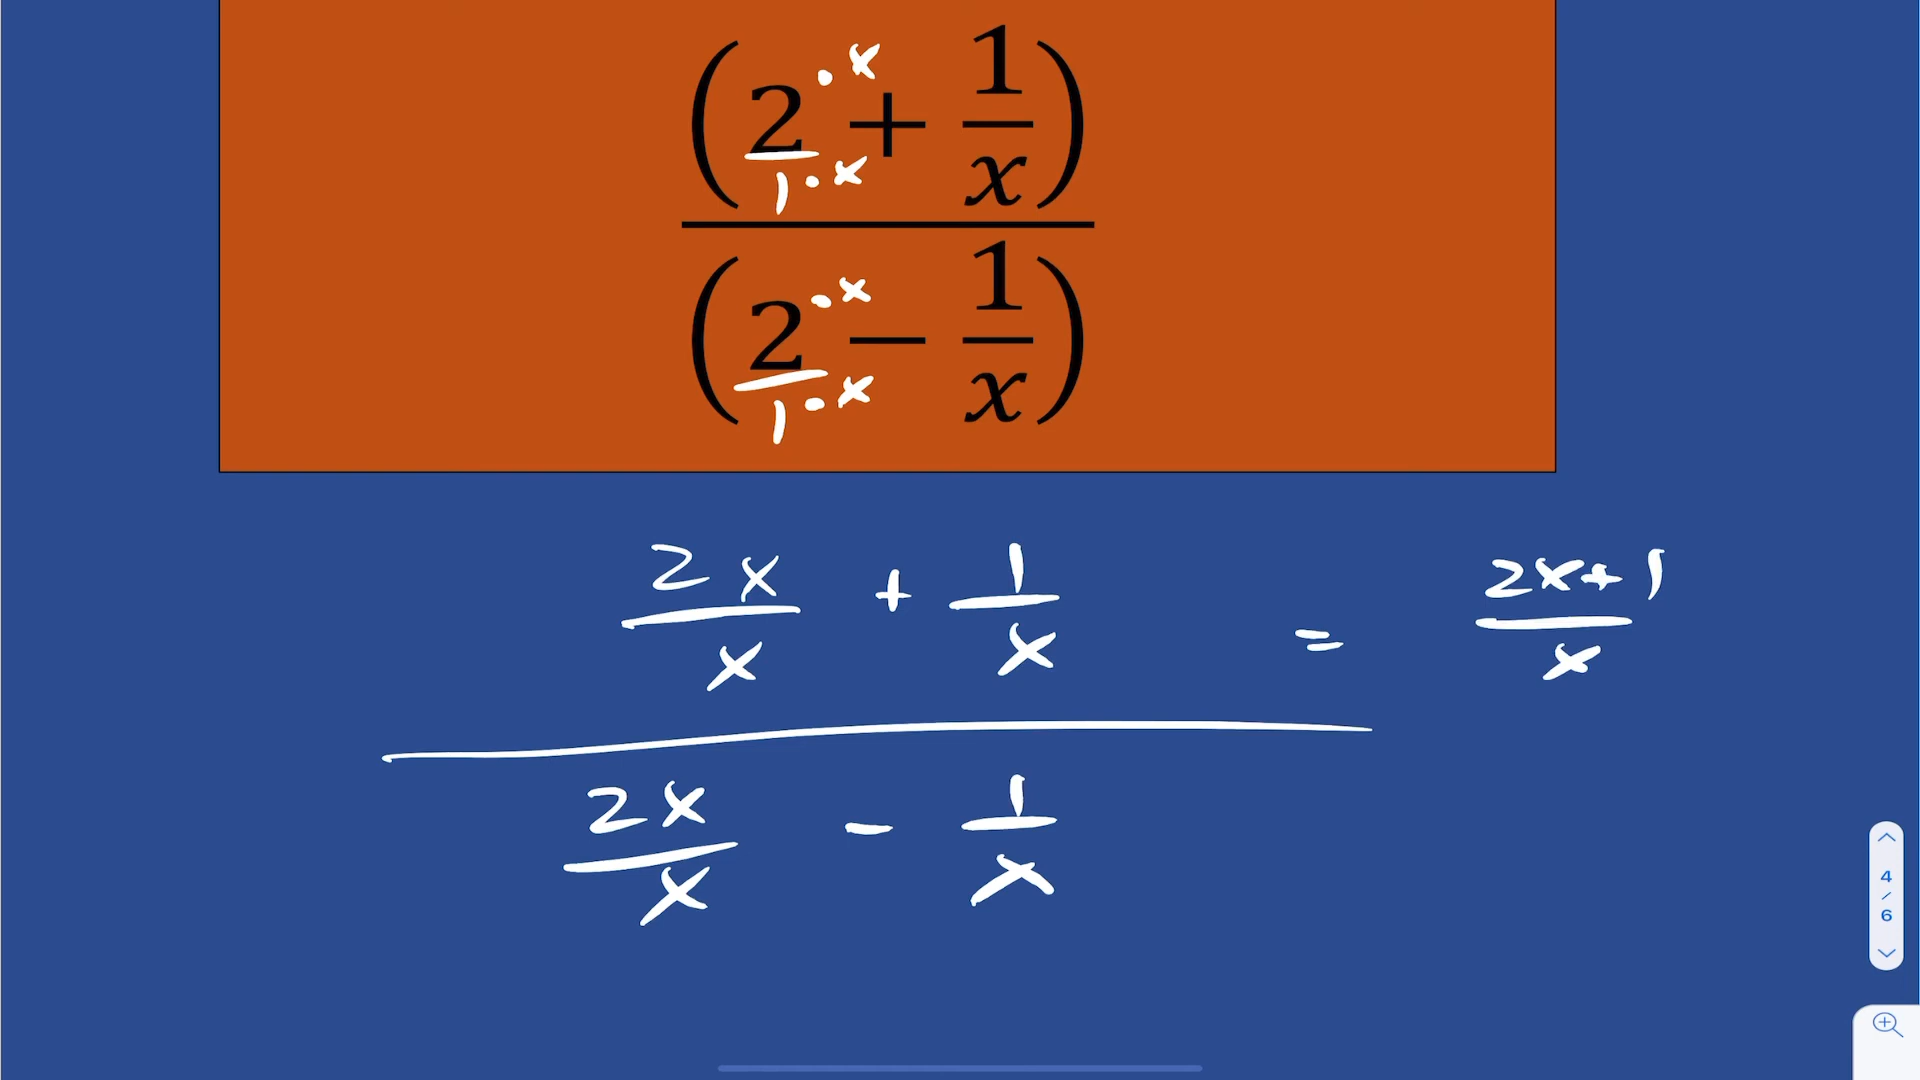 (2/1 · x/x + 1/x)
(2/1 · x/x − 1/x)
2x/x + 1/x = 2x+1/x
2x/x - 1/x
4
/
6